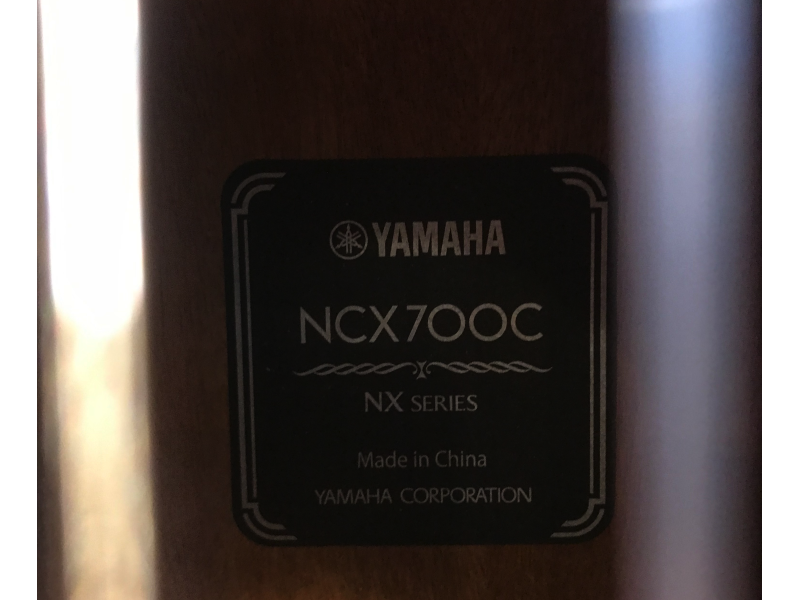 YAMAHA
NCX700C
NX SERIES
Made in China
YAMAHA CORPORATION